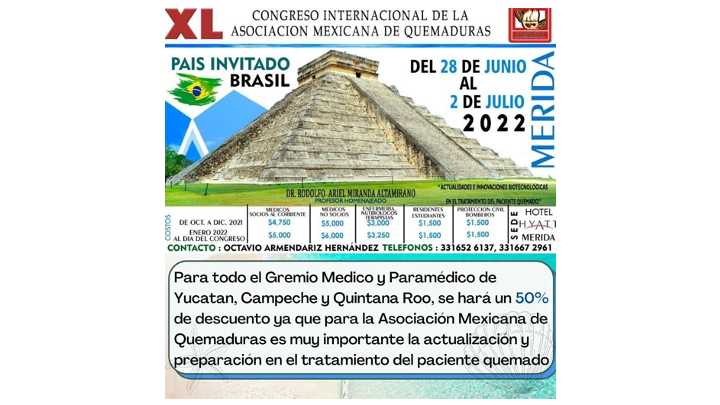 XL
CONGRESO INTERNACIONAL DE LA
ASOCIACION MEXICANA DE QUEMADURAS
PAIS INVITADO
BRASIL
DEL 28 DE JUNIO
AL
2 DE JULIO
2022
MERIDA
DR. RODOLFO ARIEL MIRANDA ALTAMIRANO
PROFESOR HOMENAJEADO
"ACTUALIDADES E INNOVACIONES BIOTECNOLOGICAS
EN EL TRATAMIENTO DEL PACIENTE QUEMADO"
COSTOS
MEDICOS SOCIOS AL CORRIENTE
MEDICOS NO SOCIOS
ENFERMERIA, NUTRIOLOGOS TERAPISTAS
RESIDENTES ESTUDIANTES
PROTECCION CIVIL BOMBEROS
DE OCT. A DIC. 2021 $4,750 $5,000 $3,000 $1,500 $1,500
ENERO 2022
AL DIA DEL CONGRESO $5,000 $6,000 $3,250 $1,500 $1,500
SEDE
HOTEL
HYATT
MERIDA
CONTACTO : OCTAVIO ARMENDARIZ HERNÁNDEZ TELEFONOS : 331652 6137, 331667 2961
Para todo el Gremio Medico y Paramédico de
Yucatan, Campeche y Quintana Roo, se hará un 50%
de descuento ya que para la Asociación Mexicana de
Quemaduras es muy importante la actualización y
preparación en el tratamiento del paciente quemado